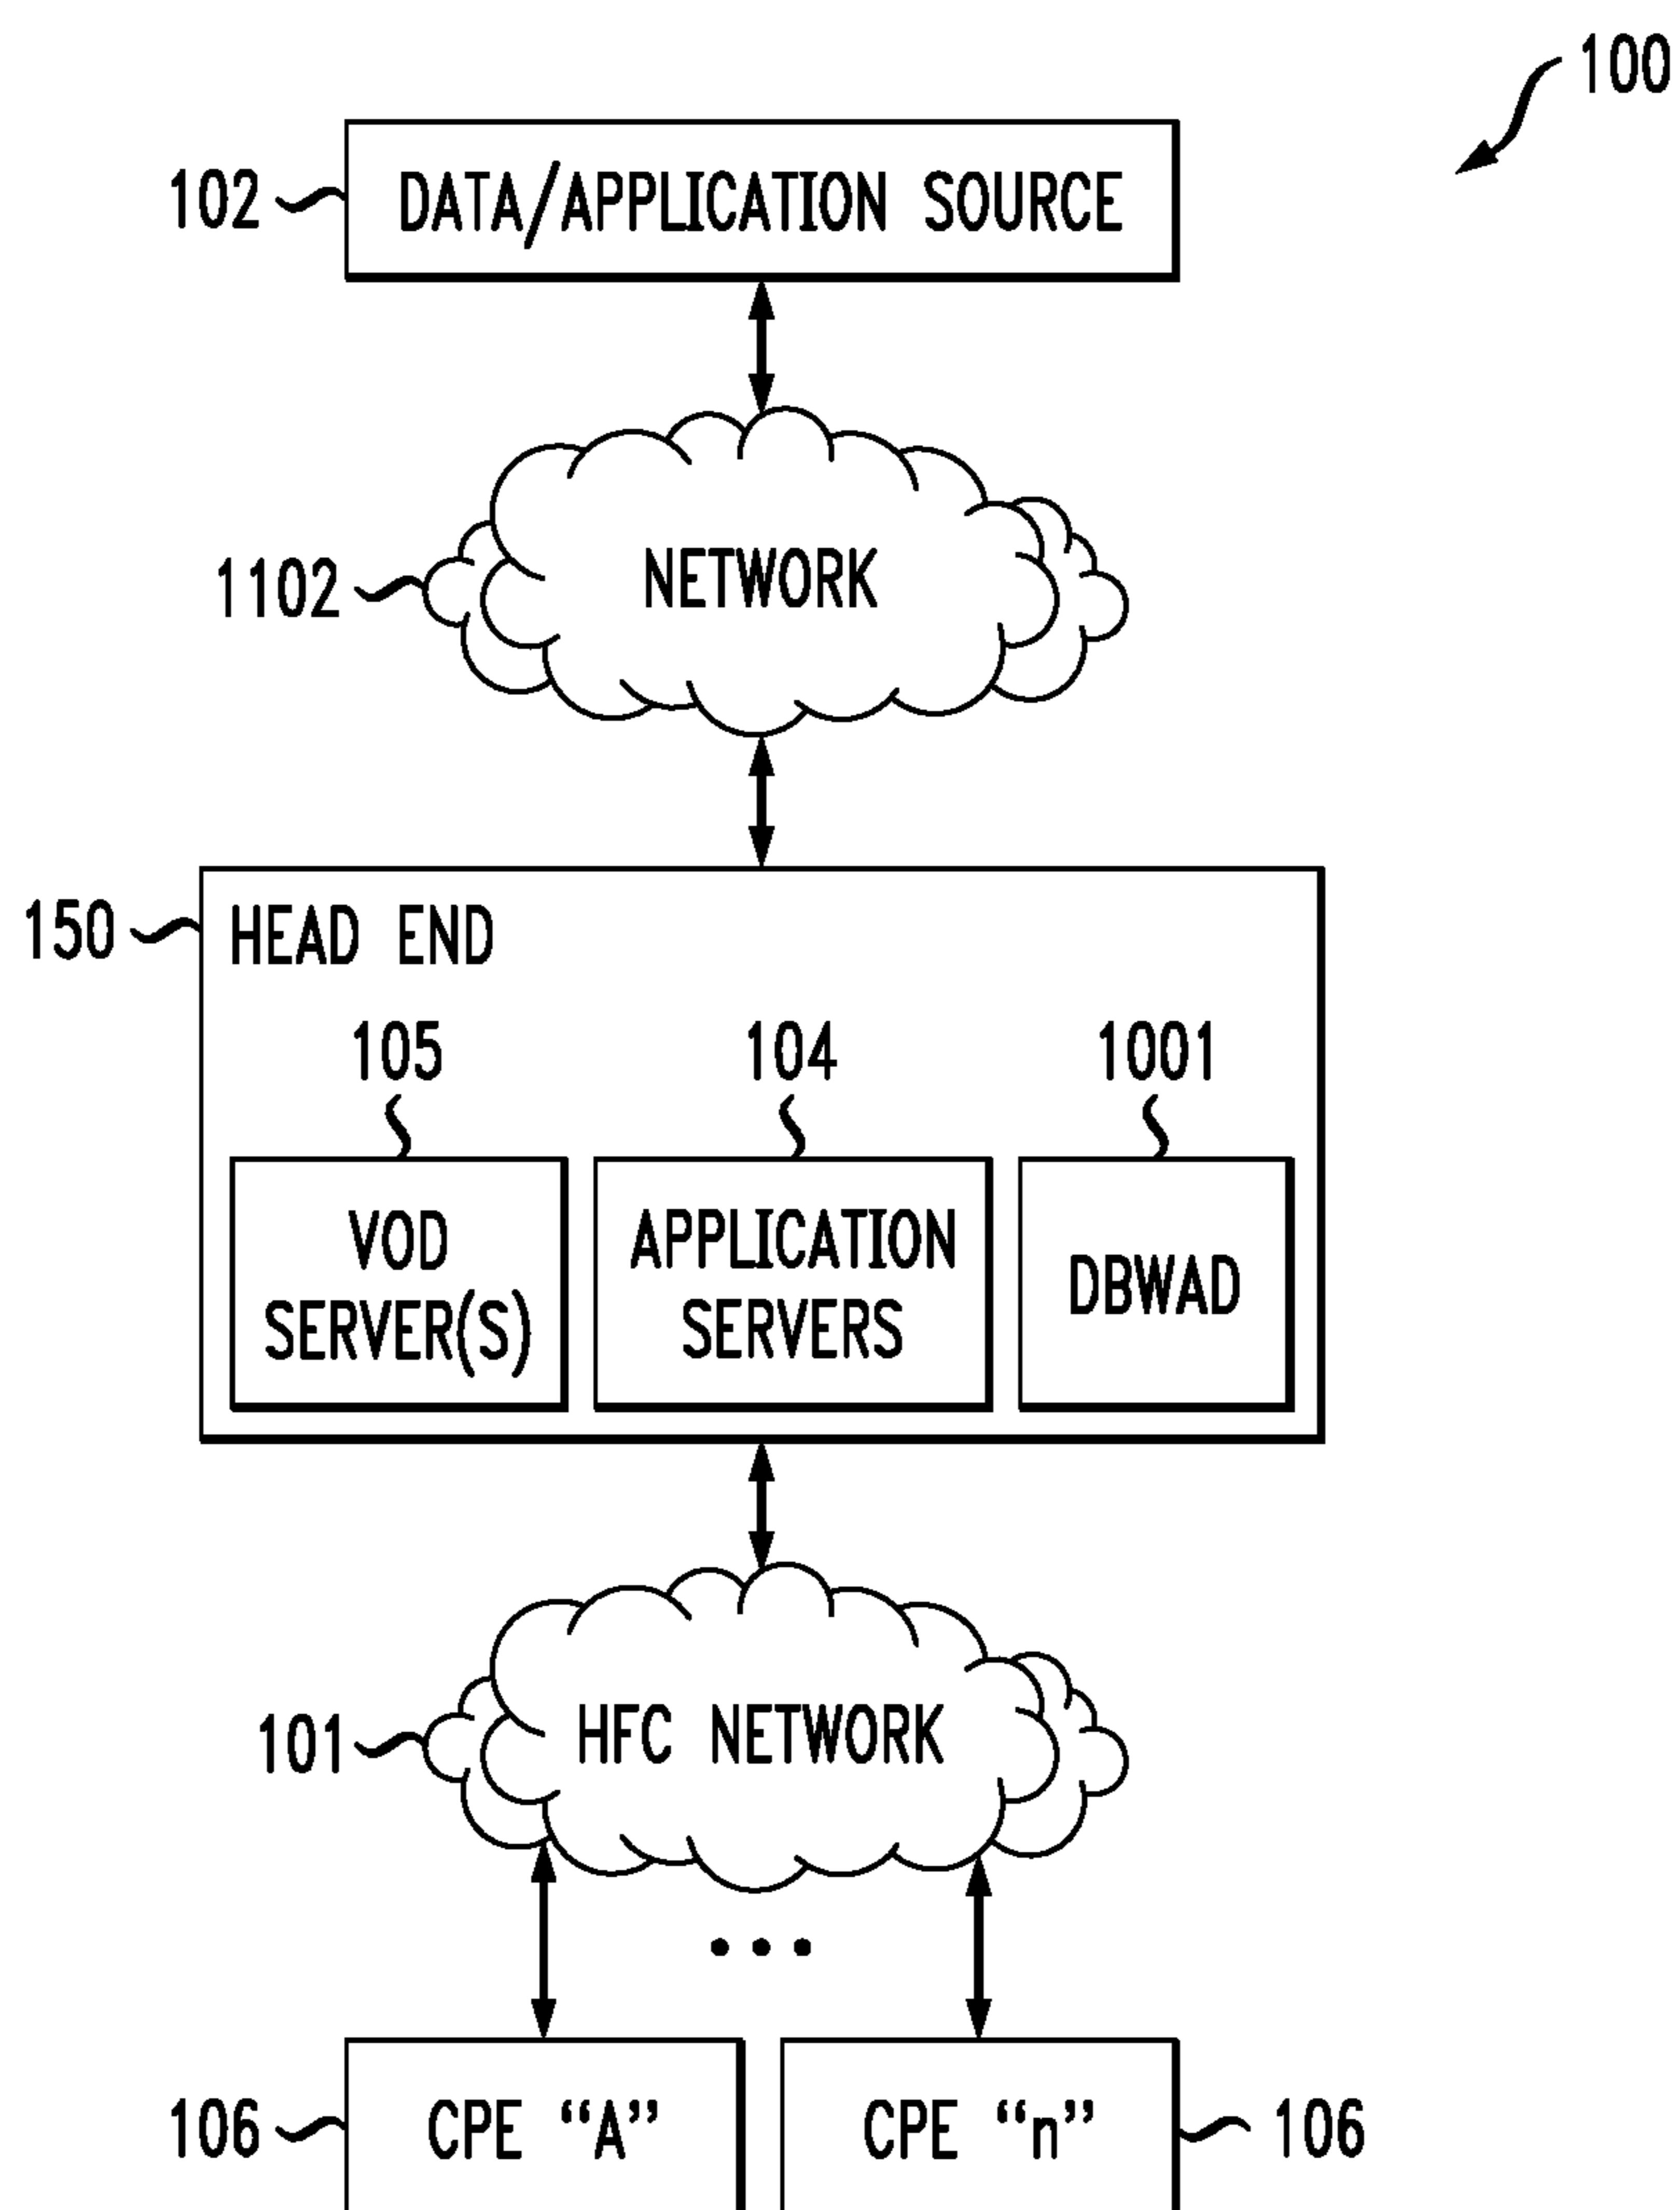 100
102 DATA/APPLICATION SOURCE
1102 NETWORK
150 HEAD END
105 104 1001
VOD
SERVER(S)
APPLICATION
SERVERS
DBWAD
101 HFC NETWORK
106 CPE “A” CPE “n” 106